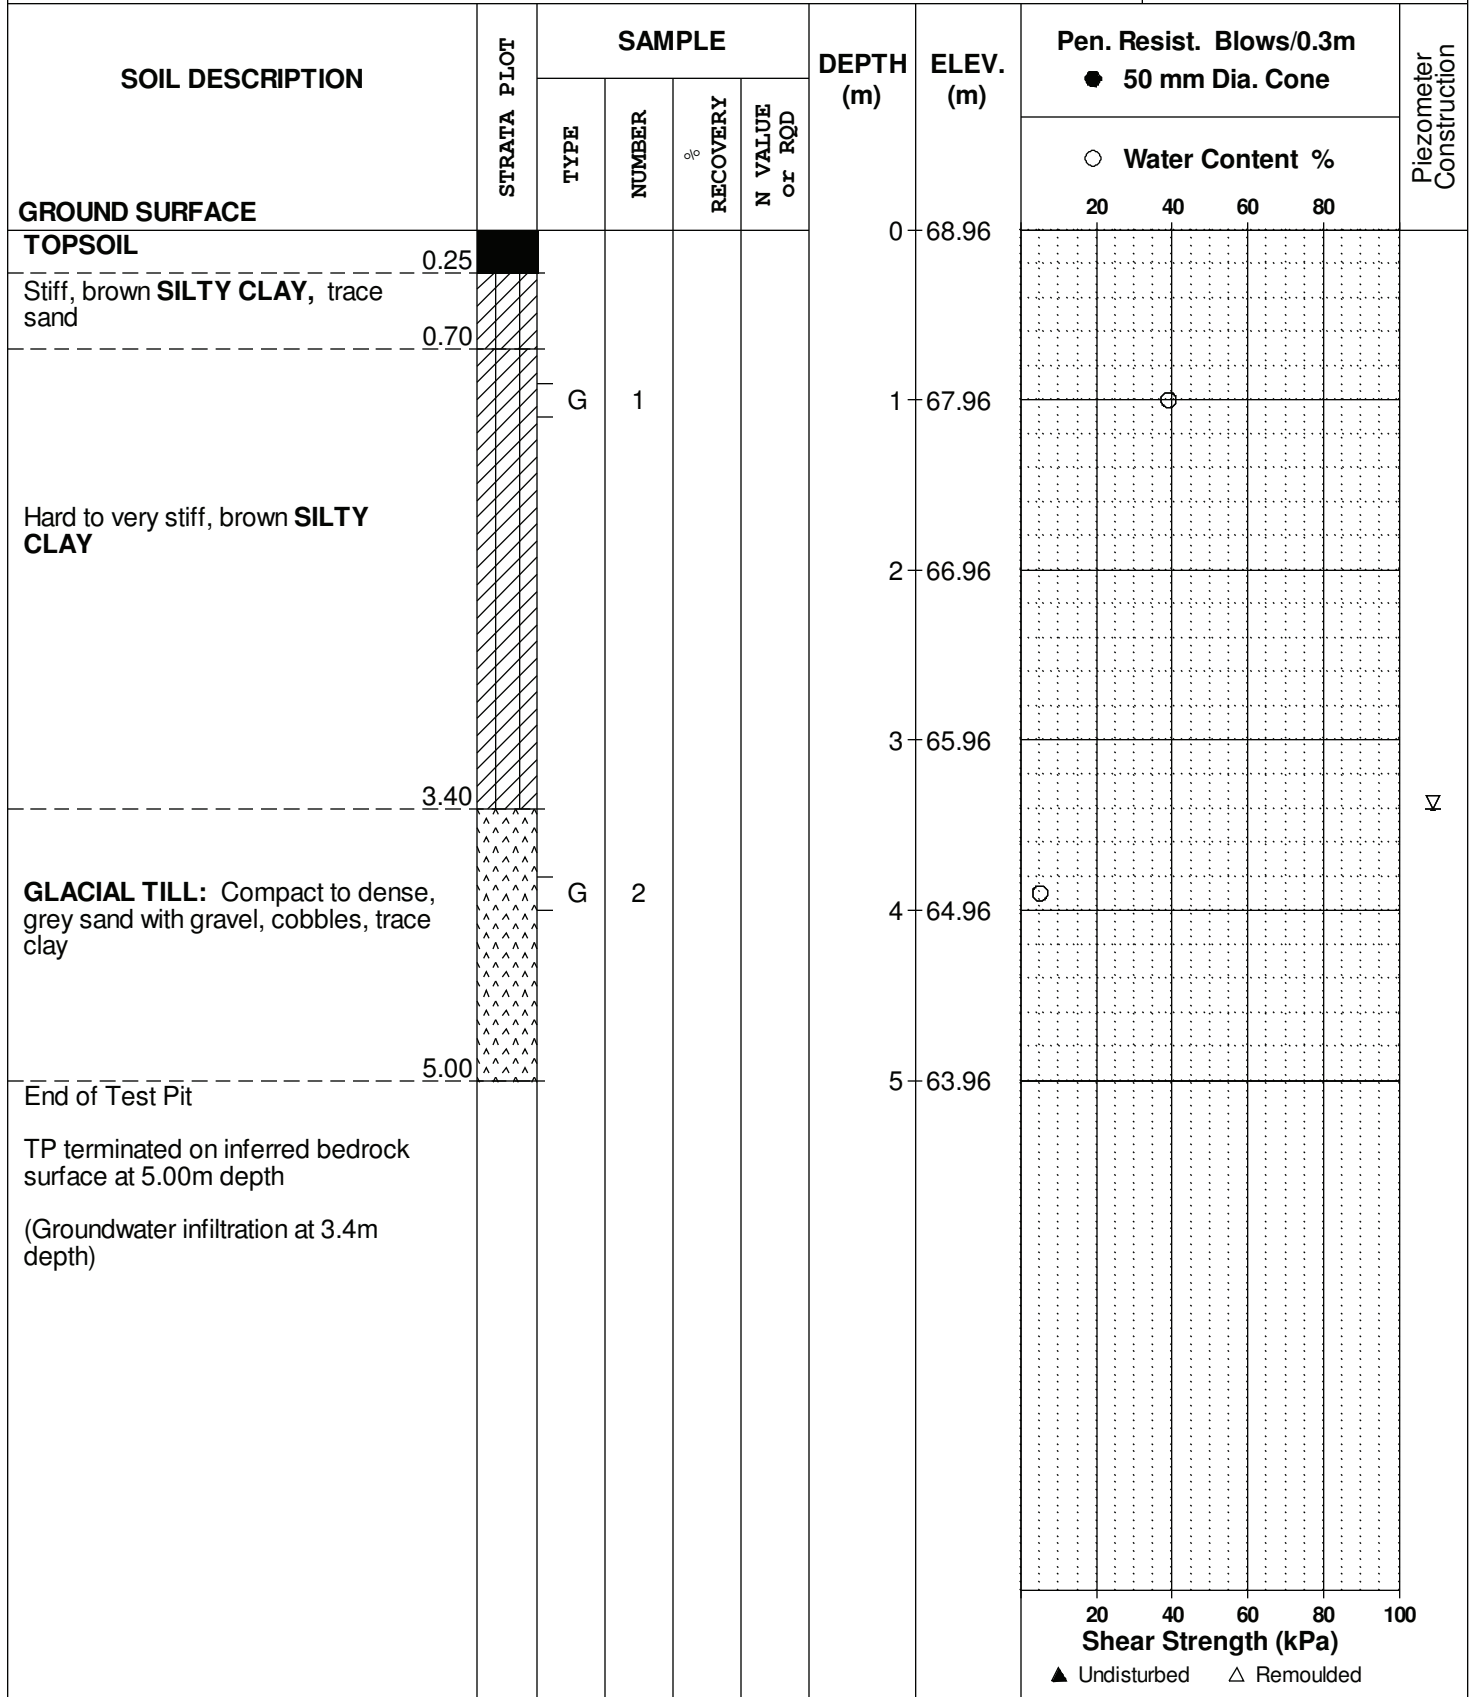 SOIL DESCRIPTION
GROUND SURFACE
STRATA PLOT
SAMPLE
TYPE
NUMBER
%
RECOVERY
N VALUE
or RQD
DEPTH
(m)
ELEV.
(m)
Pen. Resist. Blows/0.3m
● 50 mm Dia. Cone
○ Water Content %
20 40 60 80
Piezometer
Construction
TOPSOIL
0.25
0 68.96
Stiff, brown SILTY CLAY, trace
sand
0.70
G 1
1 67.96
Hard to very stiff, brown SILTY
CLAY
2 66.96
3 65.96
3.40
GLACIAL TILL: Compact to dense,
grey sand with gravel, cobbles, trace
clay
G 2
4 64.96
5.00
5 63.96
End of Test Pit
TP terminated on inferred bedrock
surface at 5.00m depth
(Groundwater infiltration at 3.4m
depth)
20 40 60 80 100
Shear Strength (kPa)
▲ Undisturbed △ Remoulded